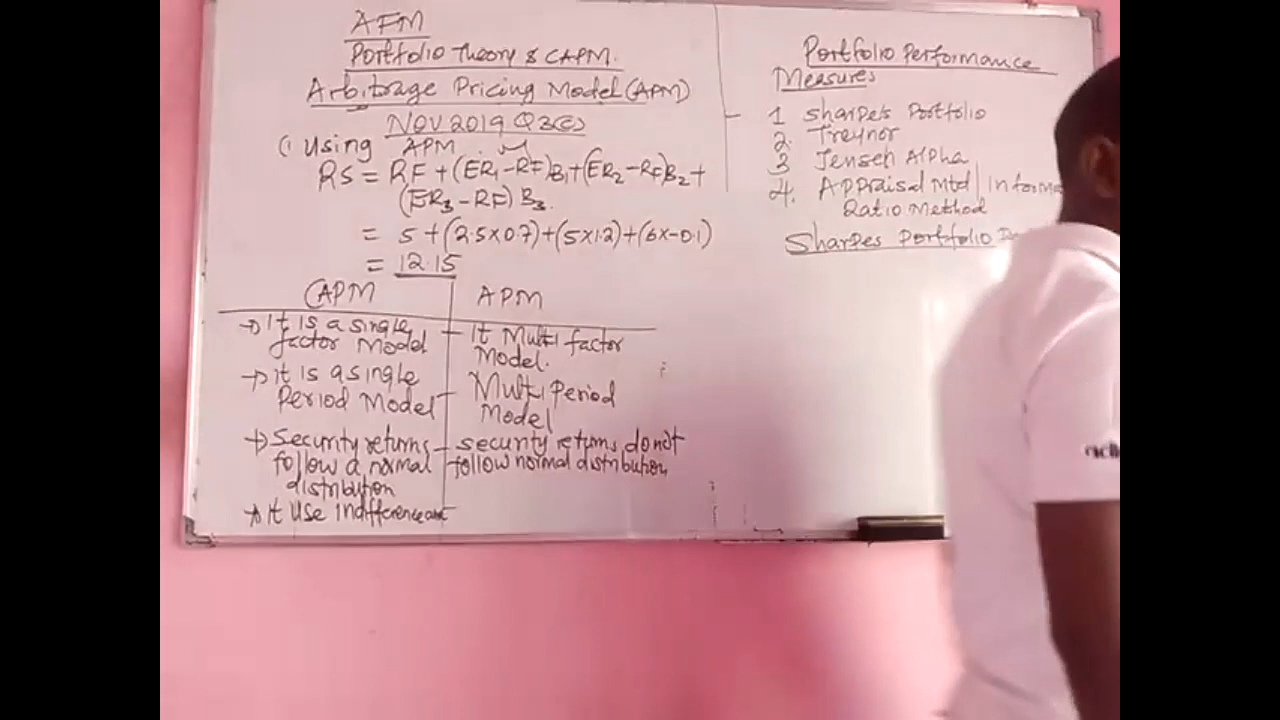 AFM
Portfolio Theory & CAPM.
Arbitrage Pricing Model (APM)
NOV 2019 Q3(c)
(i Using APM
RS = RF + (ER1-RF)B1+(ER2-RF)B2+
(ER3-RF) B3.
= 5+(2.5x0.7)+(5x1.2)+(6x-0.1)
= 12.15
CAPM
→ It is a single
factor Model
→ it is a single
Period Model
→ Security returns
follow a normal
distribution
→ it use indifference
APM
- It Multi factor
Model.
- Multi Period
Model
- security returns do not
follow normal distribution
Portfolio Performance
Measures
1 Sharpe's Portfolio
2. Treynor
3 Jensen Alpha
4. Appraisal Mtd/Informa
Ratio Method
Sharpes Portfolio